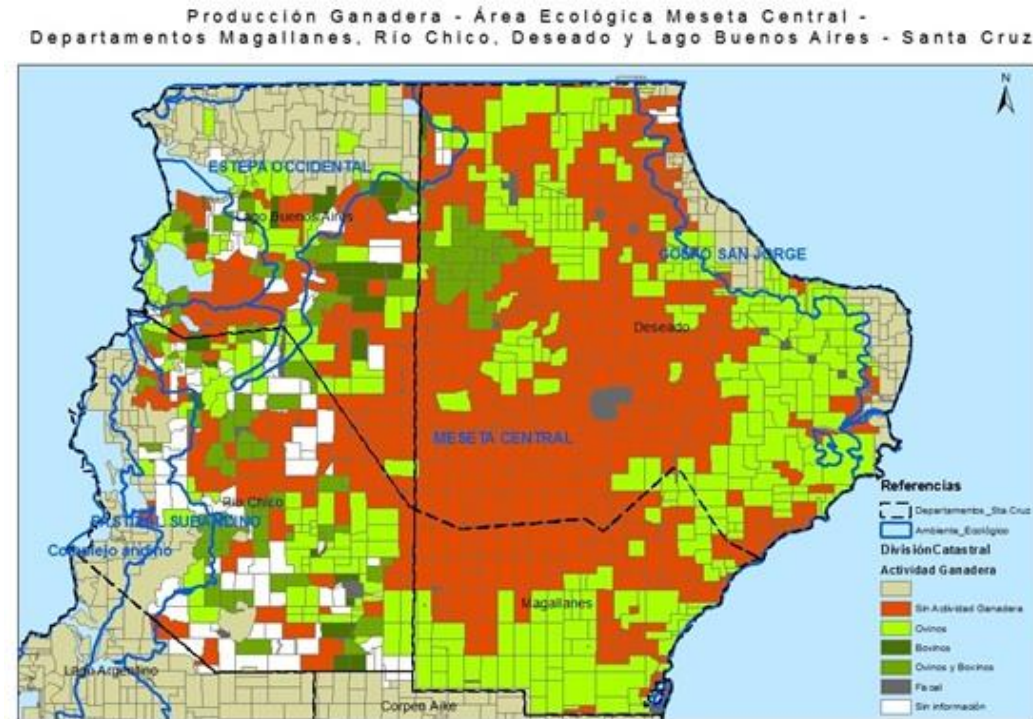 Producción Ganadera - Área Ecológica Meseta Central -
Departamentos Magallanes, Río Chico, Deseado y Lago Buenos Aires - Santa Cruz
N
ESTEPA OCCIDENTAL
Lago Buenos Aires
GOLFO SAN JORGE
Deseado
MESETA CENTRAL
Río Chico
PASTIZAL SUBANDINO
Complejo andino
Magallanes
Lago Argentino
Corpen Aike
Referencias
Departamentos_Sta Cruz
Ambiente_Ecológico
DivisiónCatastral
Actividad Ganadera
Sin Actividad Ganadera
Ovinos
Bovinos
Ovinos y Bovinos
Fiscal
Sin información